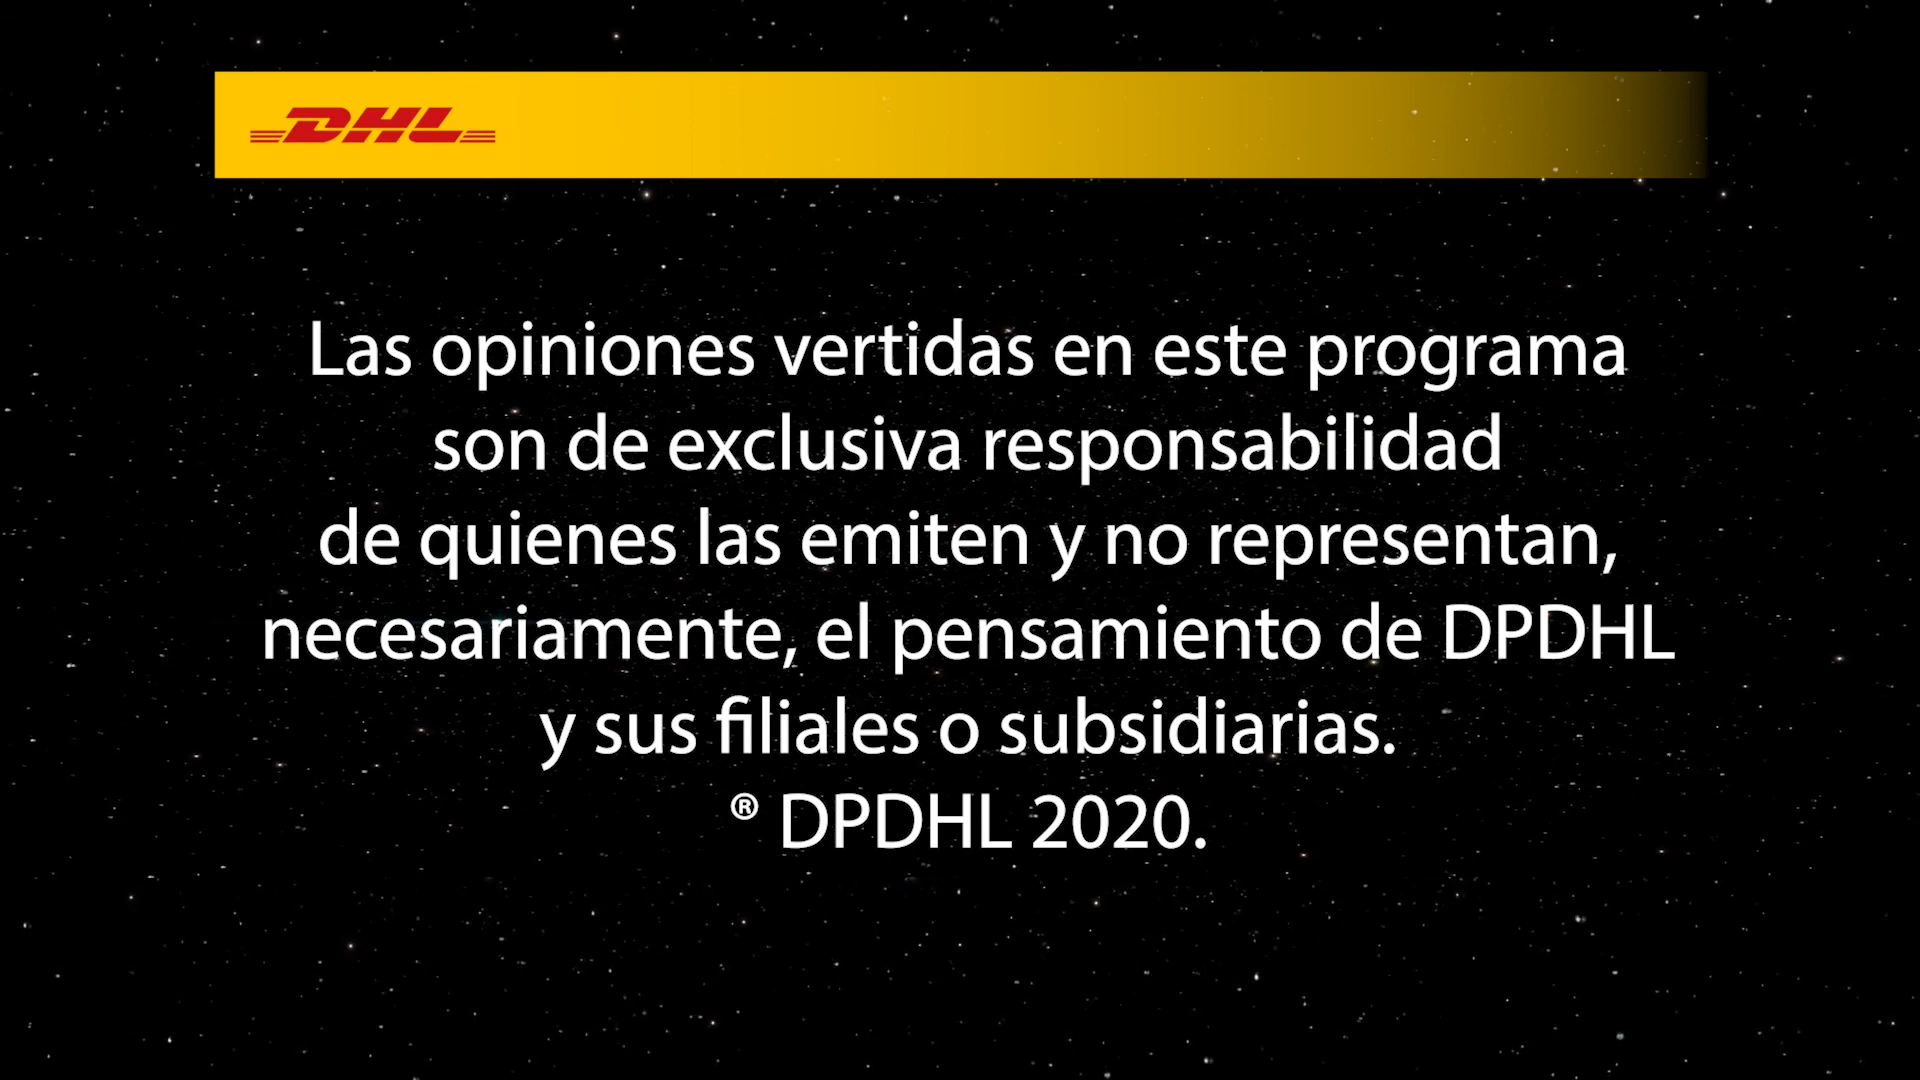 DHL
Las opiniones vertidas en este programa
son de exclusiva responsabilidad
de quienes las emiten y no representan,
necesariamente, el pensamiento de DPDHL
y sus filiales o subsidiarias.
® DPDHL 2020.